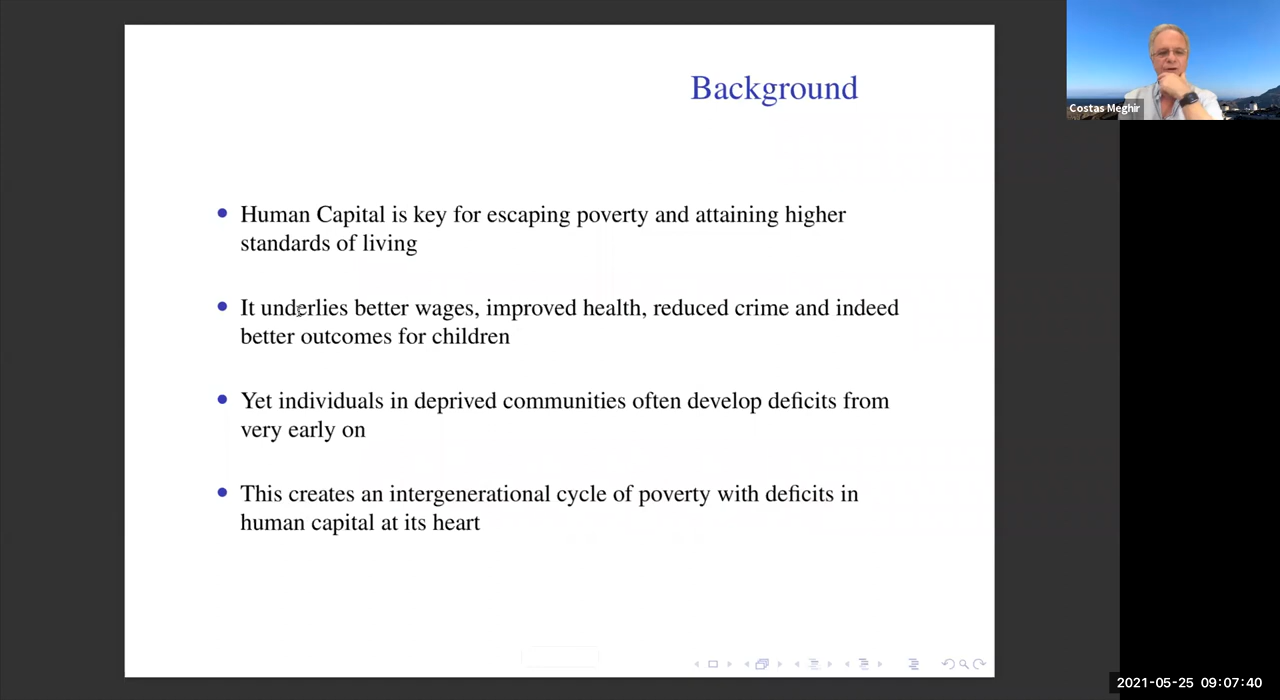 Background
Human Capital is key for escaping poverty and attaining higher
standards of living
It underlies better wages, improved health, reduced crime and indeed
better outcomes for children
Yet individuals in deprived communities often develop deficits from
very early on
This creates an intergenerational cycle of poverty with deficits in
human capital at its heart
Costas Meghir
2021-05-25 09:07:40